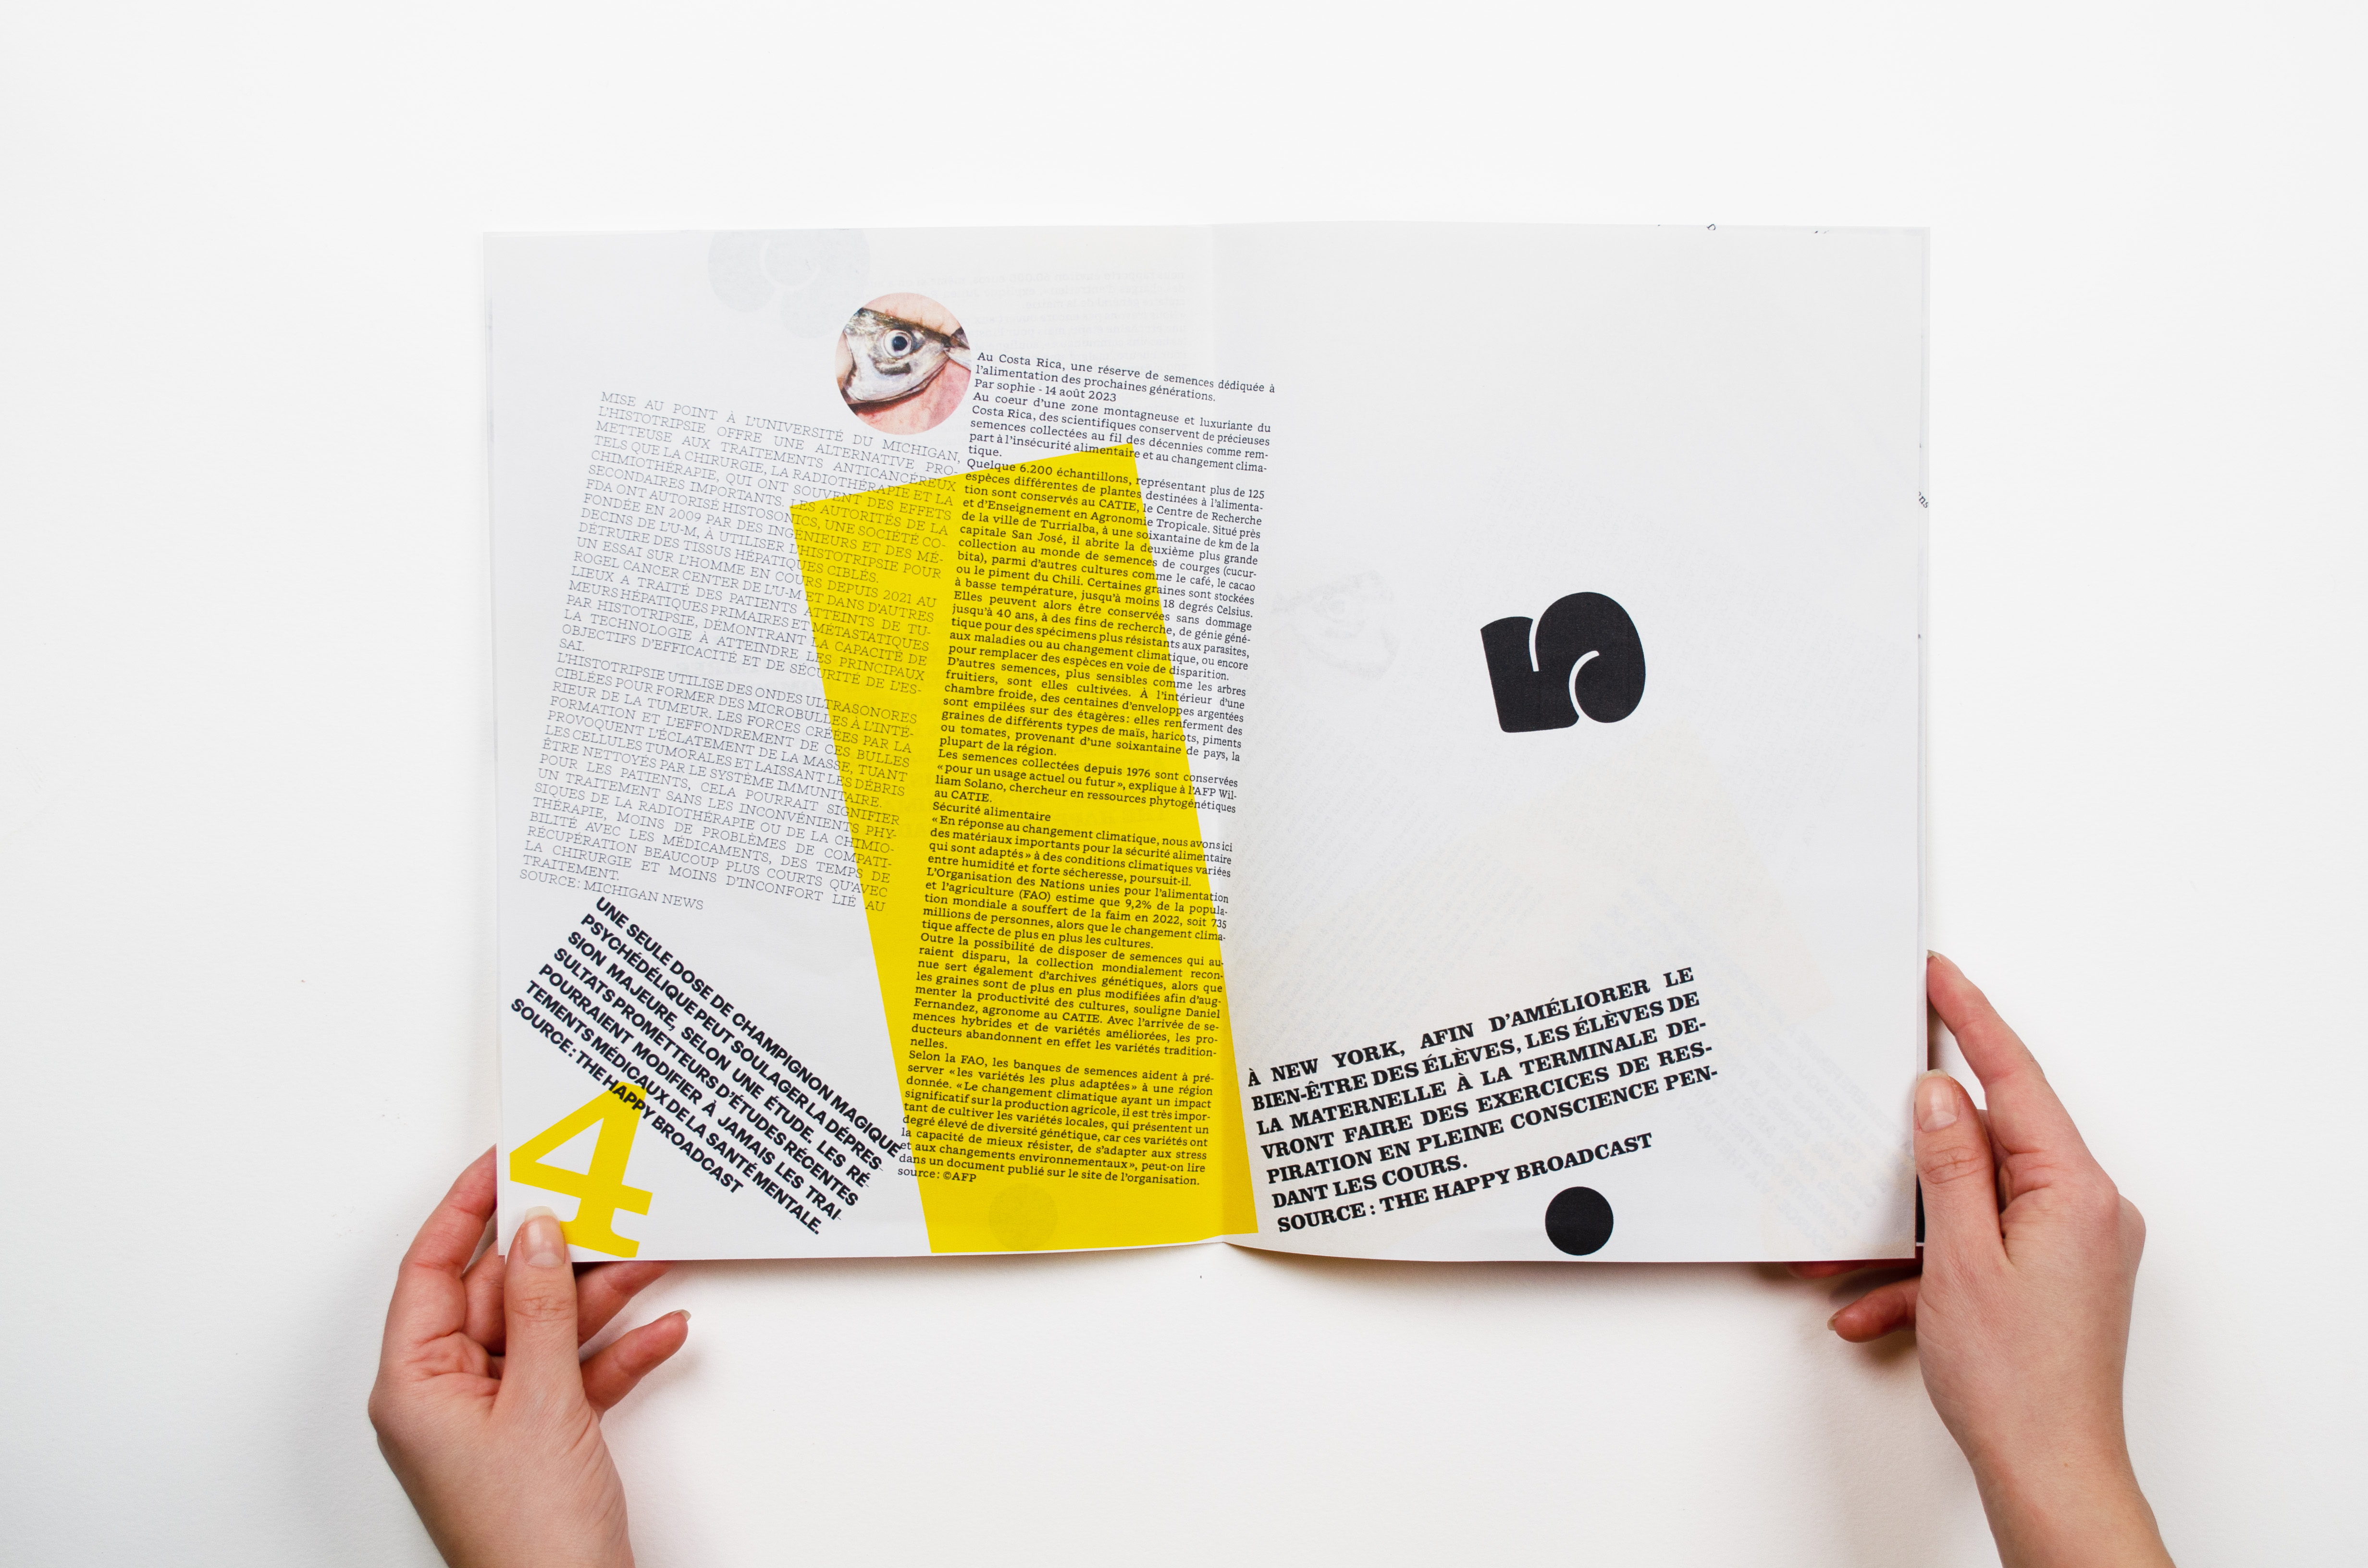 MISE AU POINT À L'UNIVERSITÉ DU MICHIGAN,
L'HISTOTRIPSIE OFFRE UNE ALTERNATIVE PRO-
METTEUSE AUX TRAITEMENTS ANTICANCÉREUX
TELS QUE LA CHIRURGIE, LA RADIOTHÉRAPIE ET LA
CHIMIOTHÉRAPIE, QUI ONT SOUVENT DES EFFETS
SECONDAIRES IMPORTANTS. LES AUTORITÉS DE LA
FDA ONT AUTORISÉ HISTOSONICS, UNE SOCIÉTÉ CO-
FONDÉE EN 2009 PAR DES INGÉNIEURS ET DES MÉ-
DECINS DE L'U-M, À UTILISER L'HISTOTRIPSIE POUR
DÉTRUIRE DES TISSUS HÉPATIQUES CIBLÉS.
UN ESSAI SUR L'HOMME EN COURS DEPUIS 2021 AU
ROGEL CANCER CENTER DE L'U-M ET DANS D'AUTRES
LIEUX A TRAITÉ DES PATIENTS ATTEINTS DE TU-
MEURS HÉPATIQUES PRIMAIRES ET MÉTASTATIQUES
PAR HISTOTRIPSIE, DÉMONTRANT LA CAPACITÉ DE
LA TECHNOLOGIE À ATTEINDRE LES PRINCIPAUX
OBJECTIFS D'EFFICACITÉ ET DE SÉCURITÉ DE L'ES-
SAI.
L'HISTOTRIPSIE UTILISE DES ONDES ULTRASONORES
CIBLÉES POUR FORMER DES MICROBULLES À L'INTÉ-
RIEUR DE LA TUMEUR. LES FORCES CRÉÉES PAR LA
FORMATION ET L'EFFONDREMENT DE CES BULLES
PROVOQUENT L'ÉCLATEMENT DE LA MASSE, TUANT
LES CELLULES TUMORALES ET LAISSANT LES DÉBRIS
ÊTRE NETTOYÉS PAR LE SYSTÈME IMMUNITAIRE.
POUR LES PATIENTS, CELA POURRAIT SIGNIFIER
UN TRAITEMENT SANS LES INCONVÉNIENTS PHY-
SIQUES DE LA RADIOTHÉRAPIE OU DE LA CHIMIO-
THÉRAPIE, MOINS DE PROBLÈMES DE COMPATI-
BILITÉ AVEC LES MÉDICAMENTS, DES TEMPS DE
RÉCUPÉRATION BEAUCOUP PLUS COURTS QU'AVEC
LA CHIRURGIE ET MOINS D'INCONFORT LIÉ AU
TRAITEMENT.
SOURCE : MICHIGAN NEWS
UNE SEULE DOSE DE CHAMPIGNON MAGIQUE
PSYCHÉDÉLIQUE PEUT SOULAGER LA DÉPRES-
SION MAJEURE, SELON UNE ÉTUDE. LES RÉ-
SULTATS PROMETTEURS D'ÉTUDES RÉCENTES
POURRAIENT MODIFIER À JAMAIS LES TRAI-
TEMENTS MÉDICAUX DE LA SANTÉ MENTALE.
SOURCE : THE HAPPY BROADCAST
4
Au Costa Rica, une réserve de semences dédiquée à
l'alimentation des prochaines générations.
Par sophie - 14 août 2023
Au coeur d'une zone montagneuse et luxuriante du
Costa Rica, des scientifiques conservent de précieuses
semences collectées au fil des décennies comme rem-
part à l'insécurité alimentaire et au changement clima-
tique.
Quelque 6.200 échantillons, représentant plus de 125
espèces différentes de plantes destinées à l'alimenta-
tion sont conservés au CATIE, le Centre de Recherche
et d'Enseignement en Agronomie Tropicale. Situé près
de la ville de Turrialba, à une soixantaine de km de la
capitale San José, il abrite la deuxième plus grande
collection au monde de semences de courges (cucur-
bita), parmi d'autres cultures comme le café, le cacao
ou le piment du Chili. Certaines graines sont stockées
à basse température, jusqu'à moins 18 degrés Celsius.
Elles peuvent alors être conservées sans dommage
jusqu'à 40 ans, à des fins de recherche, de génie géné-
tique pour des spécimens plus résistants aux parasites,
aux maladies ou au changement climatique, ou encore
pour remplacer des espèces en voie de disparition.
D'autres semences, plus sensibles comme les arbres
fruitiers, sont elles cultivées. À l'intérieur d'une
chambre froide, des centaines d'enveloppes argentées
sont empilées sur des étagères : elles renferment des
graines de différents types de maïs, haricots, piments
ou tomates, provenant d'une soixantaine de pays, la
plupart de la région.
Les semences collectées depuis 1976 sont conservées
« pour un usage actuel ou futur », explique à l'AFP Wil-
liam Solano, chercheur en ressources phytogénétiques
au CATIE.
Sécurité alimentaire
« En réponse au changement climatique, nous avons ici
des matériaux importants pour la sécurité alimentaire
qui sont adaptés » à des conditions climatiques variées
entre humidité et forte sécheresse, poursuit-il.
L'Organisation des Nations unies pour l'alimentation
et l'agriculture (FAO) estime que 9,2% de la popula-
tion mondiale a souffert de la faim en 2022, soit 735
millions de personnes, alors que le changement clima-
tique affecte de plus en plus les cultures.
Outre la possibilité de disposer de semences qui au-
raient disparu, la collection mondialement recon-
nue sert également d'archives génétiques, alors que
les graines sont de plus en plus modifiées afin d'aug-
menter la productivité des cultures, souligne Daniel
Fernandez, agronome au CATIE. Avec l'arrivée de se-
mences hybrides et de variétés améliorées, les pro-
ducteurs abandonnent en effet les variétés tradition-
nelles.
Selon la FAO, les banques de semences aident à pré-
server « les variétés les plus adaptées » à une région
donnée. « Le changement climatique ayant un impact
significatif sur la production agricole, il est très impor-
tant de cultiver les variétés locales, qui présentent un
degré élevé de diversité génétique, car ces variétés ont
la capacité de mieux résister, de s'adapter aux stress
et aux changements environnementaux », peut-on lire
dans un document publié sur le site de l'organisation.
source : ©AFP
5
À NEW YORK, AFIN D'AMÉLIORER LE
BIEN-ÊTRE DES ÉLÈVES, LES ÉLÈVES DE
LA MATERNELLE À LA TERMINALE DE-
VRONT FAIRE DES EXERCICES DE RES-
PIRATION EN PLEINE CONSCIENCE PEN-
DANT LES COURS.
SOURCE : THE HAPPY BROADCAST